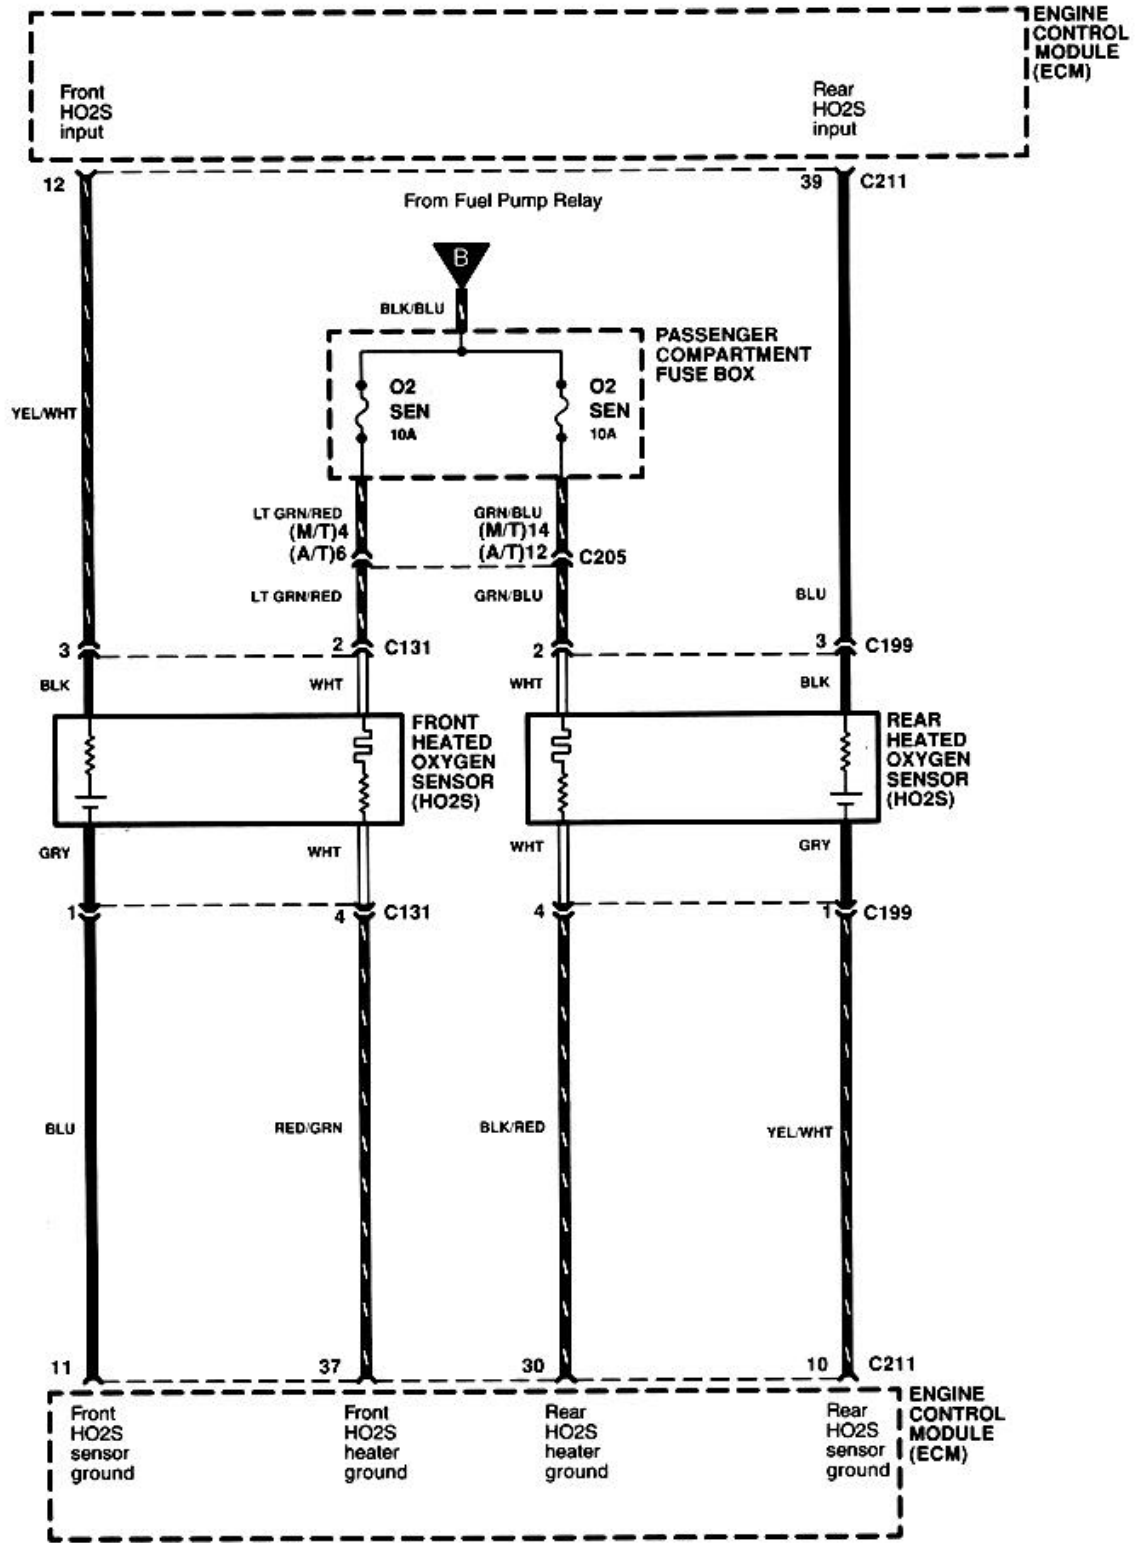 ENGINE
CONTROL
MODULE
(ECM)
Front
HO2S
input
Rear
HO2S
input
12
39
C211
From Fuel Pump Relay
B
BLK/BLU
PASSENGER
COMPARTMENT
FUSE BOX
O2
SEN
10A
O2
SEN
10A
YEL/WHT
LT GRN/RED
(M/T)4
(A/T)6
GRN/BLU
(M/T)14
(A/T)12
C205
LT GRN/RED
GRN/BLU
BLU
3
2
C131
2
3
C199
BLK
WHT
WHT
BLK
FRONT
HEATED
OXYGEN
SENSOR
(HO2S)
REAR
HEATED
OXYGEN
SENSOR
(HO2S)
GRY
WHT
WHT
GRY
1
4
C131
4
1
C199
BLU
RED/GRN
BLK/RED
YEL/WHT
11
37
30
10
C211
Front
HO2S
sensor
ground
Front
HO2S
heater
ground
Rear
HO2S
heater
ground
Rear
HO2S
sensor
ground
ENGINE
CONTROL
MODULE
(ECM)